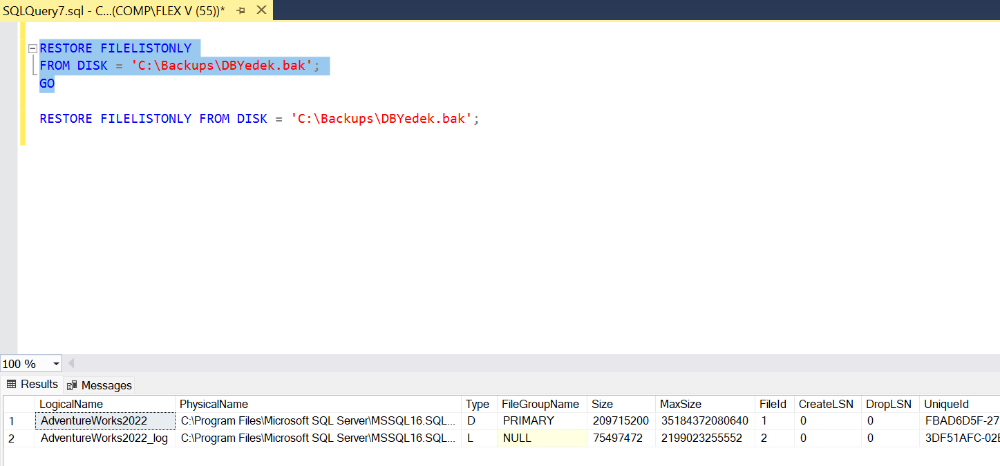 SQLQuery7.sql - C...(COMP\FLEX V (55))*
RESTORE FILELISTONLY
FROM DISK = 'C:\Backups\DBYedek.bak';
GO
RESTORE FILELISTONLY FROM DISK = 'C:\Backups\DBYedek.bak';
100 %
Results Messages
LogicalName PhysicalName Type FileGroupName Size MaxSize FileId CreateLSN DropLSN UniqueId
1 AdventureWorks2022 C:\Program Files\Microsoft SQL Server\MSSQL16.SQL... D PRIMARY 209715200 35184372080640 1 0 0 FBAD6D5F-27
2 AdventureWorks2022_log C:\Program Files\Microsoft SQL Server\MSSQL16.SQL... L NULL 75497472 2199023255552 2 0 0 3DF51AFC-02